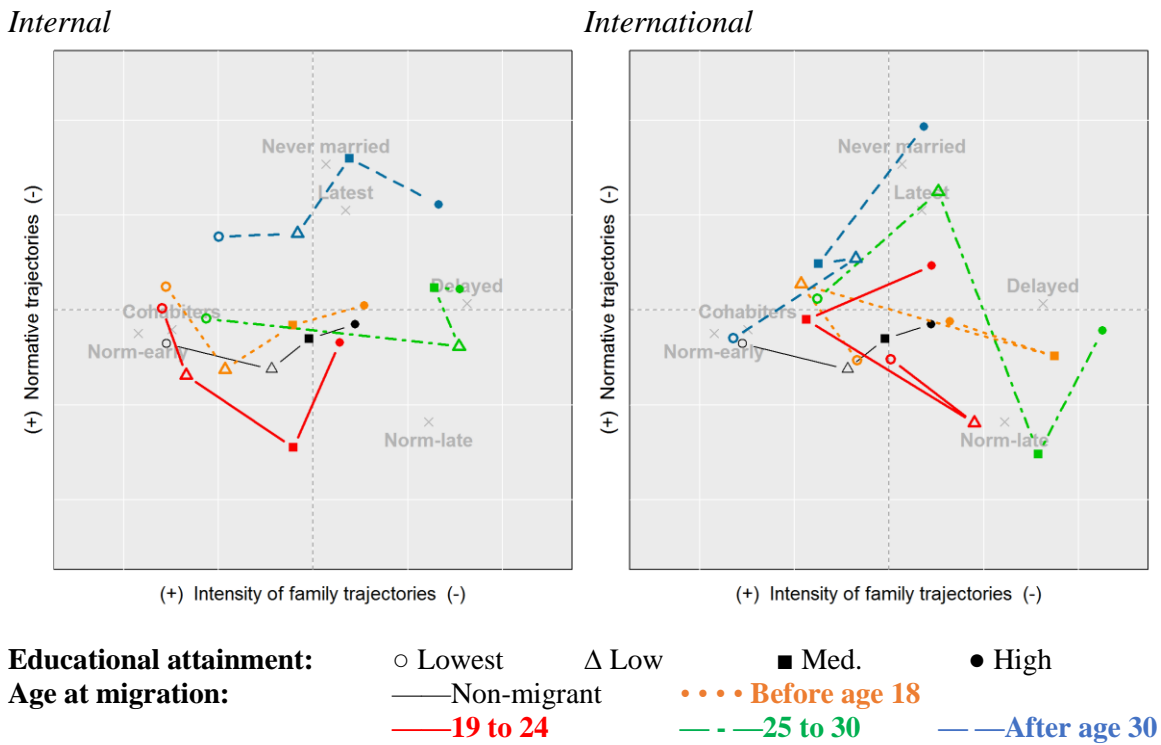 Internal
International
Never married
Latest
Delayed
Cohabiters
Norm-early
Norm-late
(+) Normative trajectories (-)
(+) Intensity of family trajectories (-)
Never married
Latest
Delayed
Cohabiters
Norm-early
Norm-late
(+) Normative trajectories (-)
(+) Intensity of family trajectories (-)
Educational attainment: ○ Lowest Δ Low ■ Med. ● High
Age at migration: ——Non-migrant • • • • Before age 18
——19 to 24 — - —25 to 30 — —After age 30